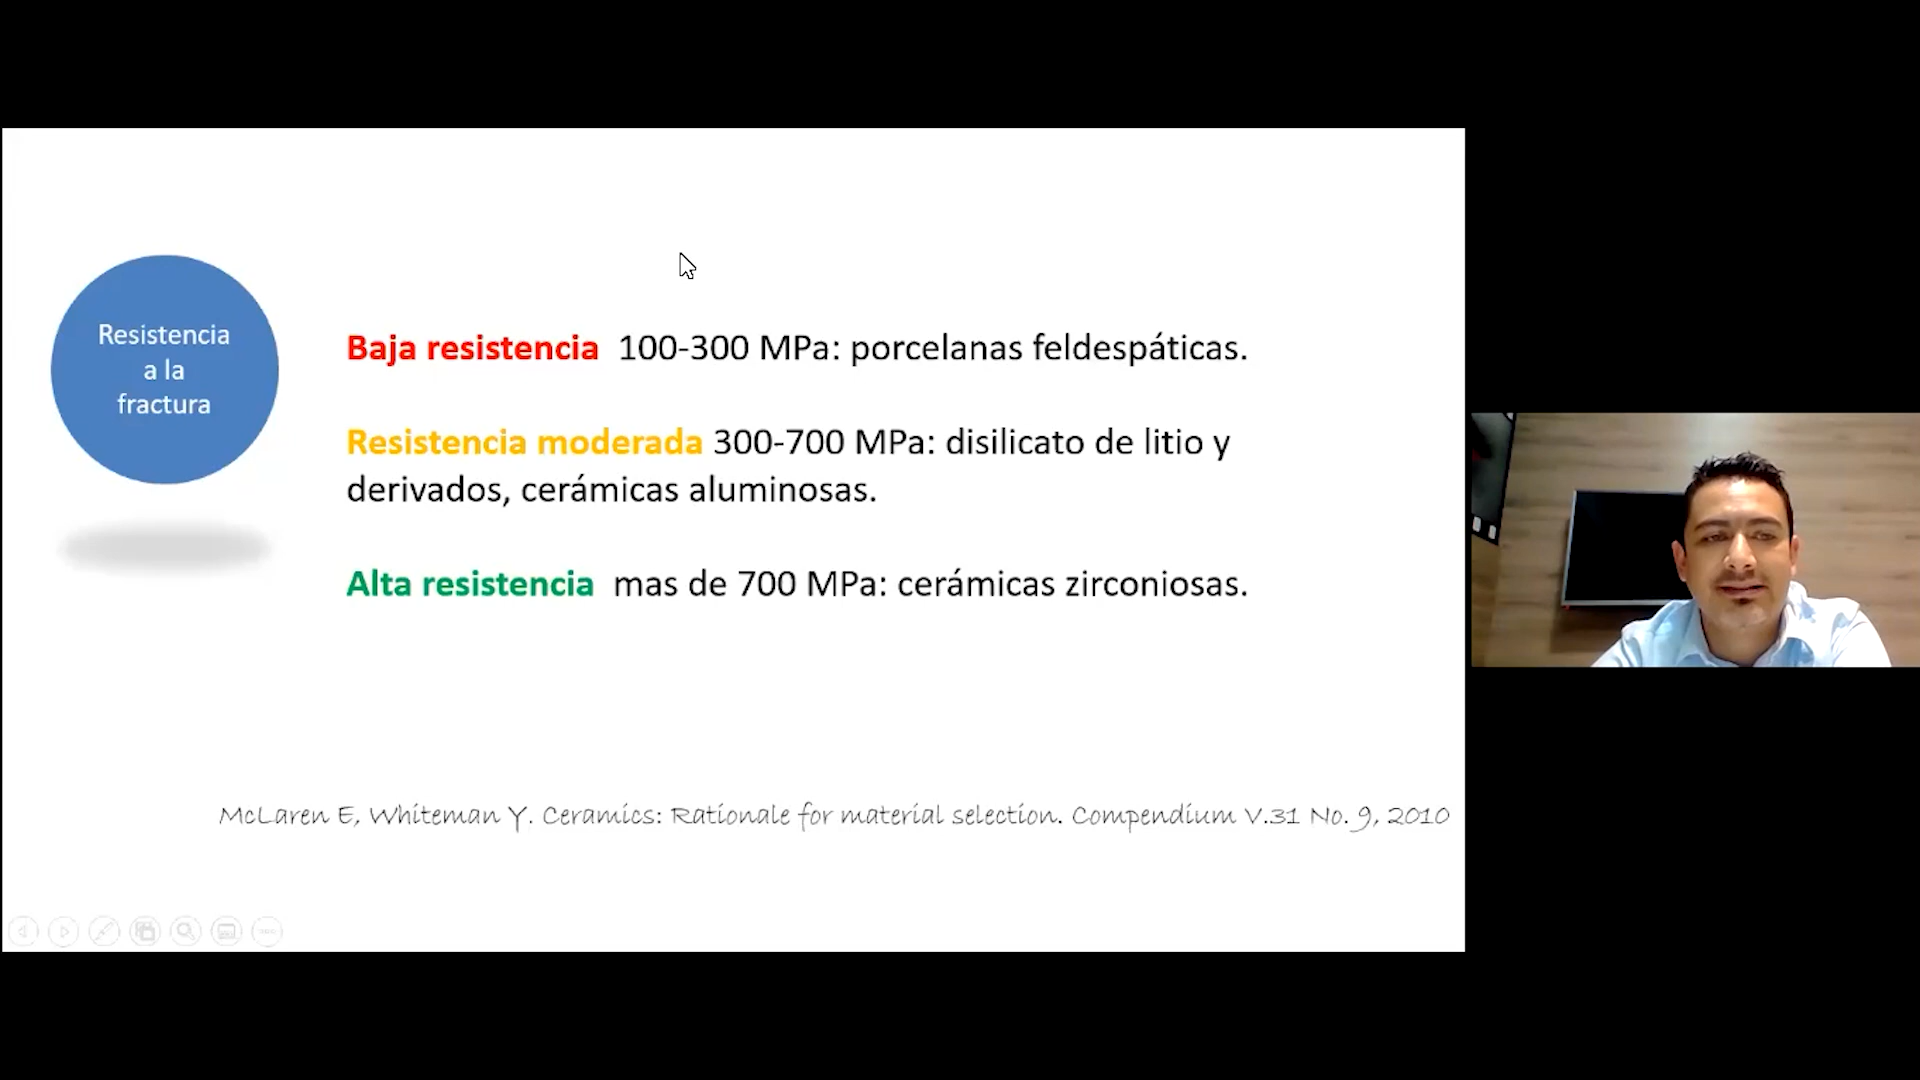 Resistencia
a la
fractura
Baja resistencia 100-300 MPa: porcelanas feldespáticas.
Resistencia moderada 300-700 MPa: disilicato de litio y
derivados, cerámicas aluminosas.
Alta resistencia mas de 700 MPa: cerámicas zirconiosas.
McLaren E, Whiteman Y. Ceramics: Rationale for material selection. Compendium V.31 No. 9, 2010